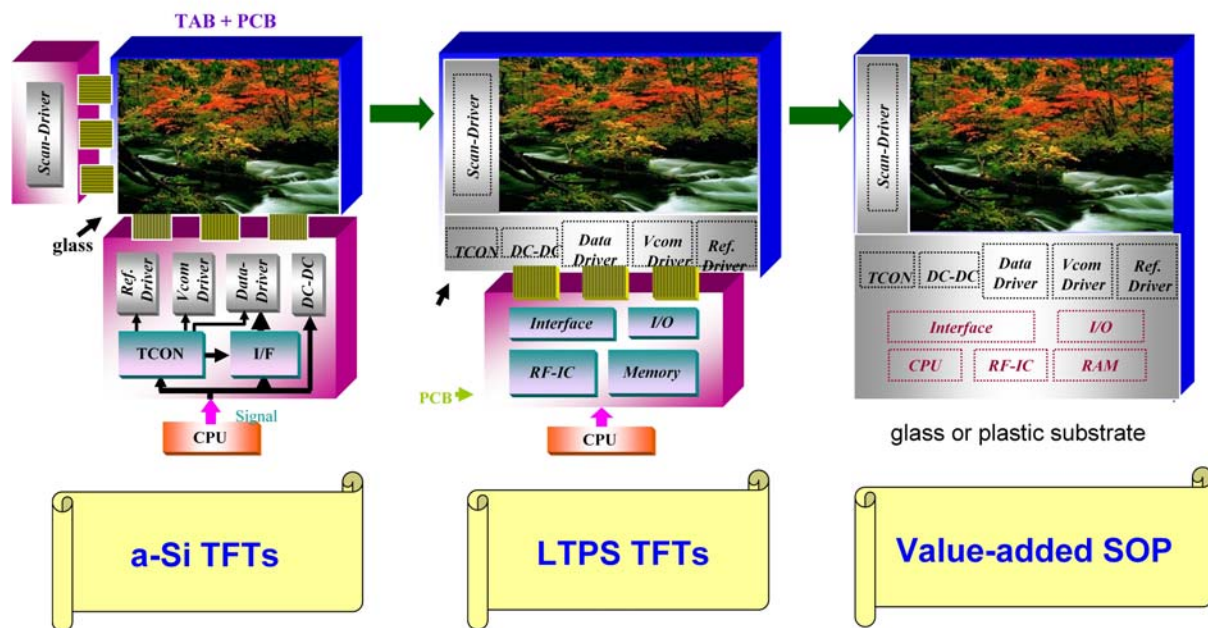 TAB + PCB
Scan-Driver
glass
Ref.
Driver
Vcom
Driver
Data-
Driver
DC-DC
TCON
I/F
Signal
CPU
a-Si TFTs
Scan-Driver
TCON
DC-DC
Data
Driver
Vcom
Driver
Ref.
Driver
Interface
I/O
RF-IC
Memory
PCB
CPU
LTPS TFTs
Scan-Driver
TCON
DC-DC
Data
Driver
Vcom
Driver
Ref.
Driver
Interface
I/O
CPU
RF-IC
RAM
glass or plastic substrate
Value-added SOP